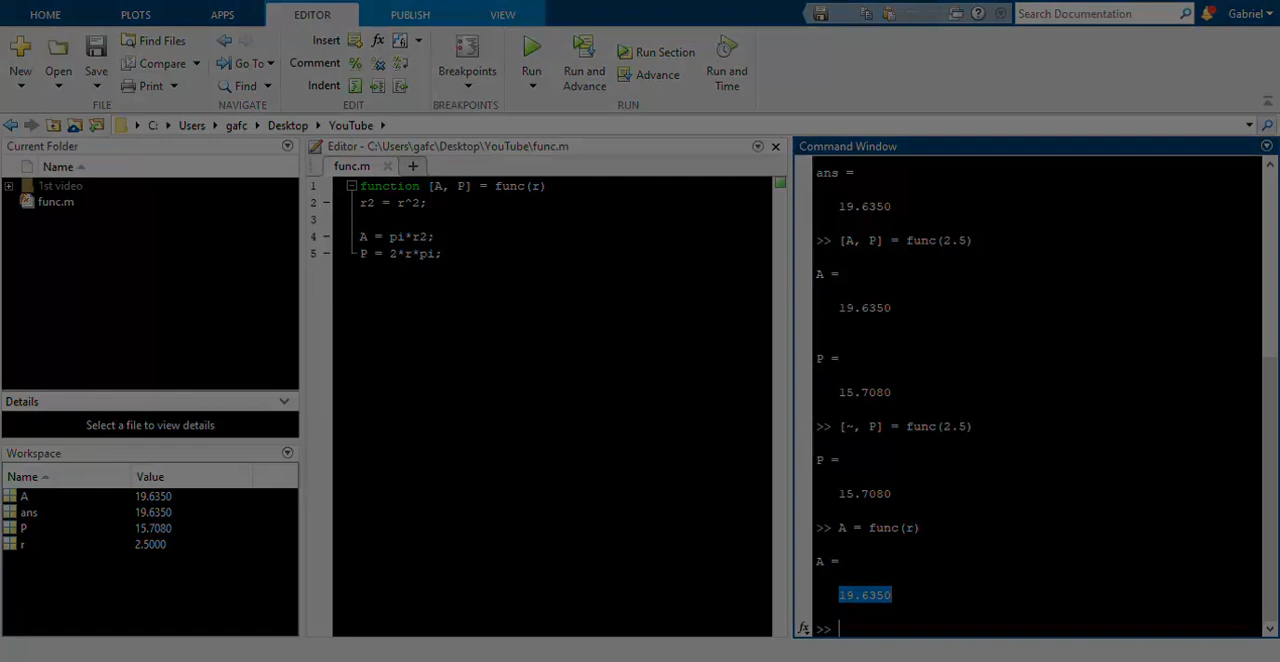 HOME PLOTS APPS EDITOR PUBLISH VIEW Search Documentation Gabriel
New Open Save Find Files Compare Print
FILE
Go To Find
NAVIGATE
Insert fx
Comment %
Indent
EDIT
Breakpoints
BREAKPOINTS
Run Run and Advance Run Section Advance Run and Time
RUN
C: Users gafc Desktop YouTube
Current Folder
Name
1st video
func.m
Details
Select a file to view details
Workspace
Name Value
A 19.6350
ans 19.6350
P 15.7080
r 2.5000
Editor - C:\Users\gafc\Desktop\YouTube\func.m
func.m
1 function [A, P] = func(r)
2 r2 = r^2;
3
4 A = pi*r2;
5 P = 2*r*pi;
Command Window
ans =
19.6350
>> [A, P] = func(2.5)
A =
19.6350
P =
15.7080
>> [~, P] = func(2.5)
P =
15.7080
>> A = func(r)
A =
19.6350
fx >>